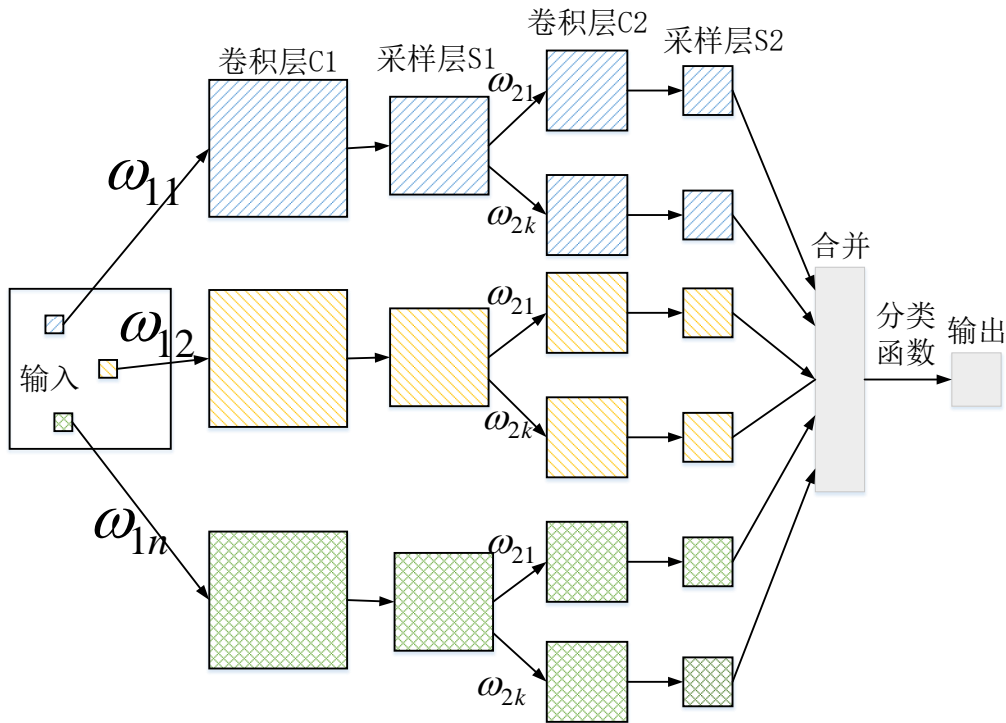 卷积层C1
采样层S1
卷积层C2
采样层S2
ω11
ω21
ω2k
输入
ω12
ω21
ω2k
ω1n
ω21
ω2k
合并
分类
函数
输出